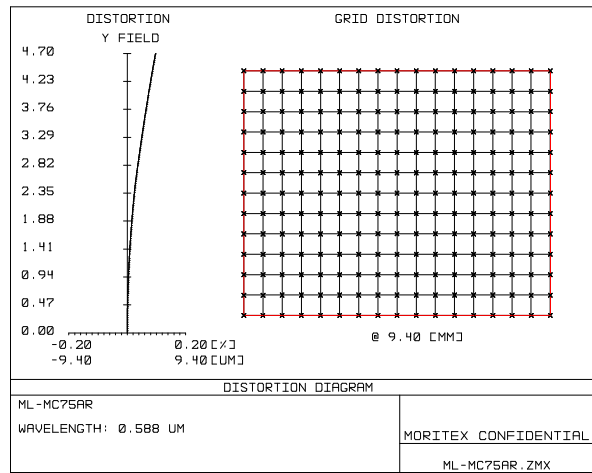 DISTORTION
Y FIELD
4.70
4.23
3.76
3.29
2.82
2.35
1.88
1.41
0.94
0.47
0.00
-0.20 0.20 [%]
-9.40 9.40 [UM]
GRID DISTORTION
@ 9.40 [MM]
DISTORTION DIAGRAM
ML-MC75AR
WAVELENGTH: 0.588 UM
MORITEX CONFIDENTIAL
ML-MC75AR.ZMX